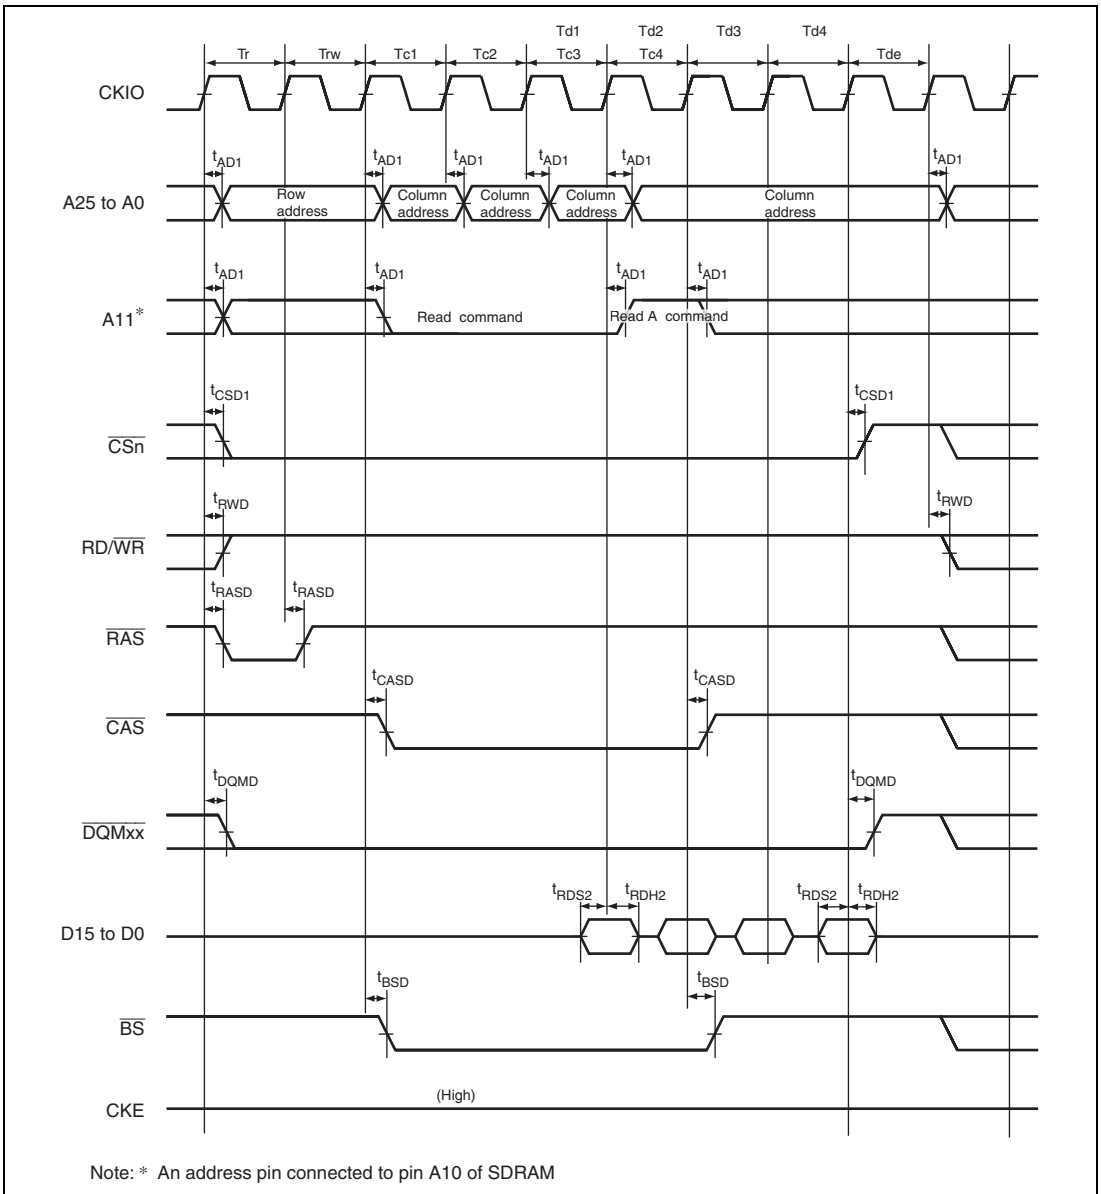 Td1 Td2 Td3 Td4
Tr Trw Tc1 Tc2 Tc3 Tc4 Tde
CKIO
tAD1 tAD1 tAD1 tAD1 tAD1 tAD1
A25 to A0
Row address
Column address
Column address
Column address
Column address
tAD1 tAD1 tAD1 tAD1
A11*
Read command
Read A command
tCSD1 tCSD1
CSn
tRWD tRWD
RD/WR
tRASD tRASD
RAS
tCASD tCASD
CAS
tDQMD tDQMD
DQMxx
tRDS2 tRDH2 tRDS2 tRDH2
D15 to D0
tBSD tBSD
BS
(High)
CKE
Note: * An address pin connected to pin A10 of SDRAM